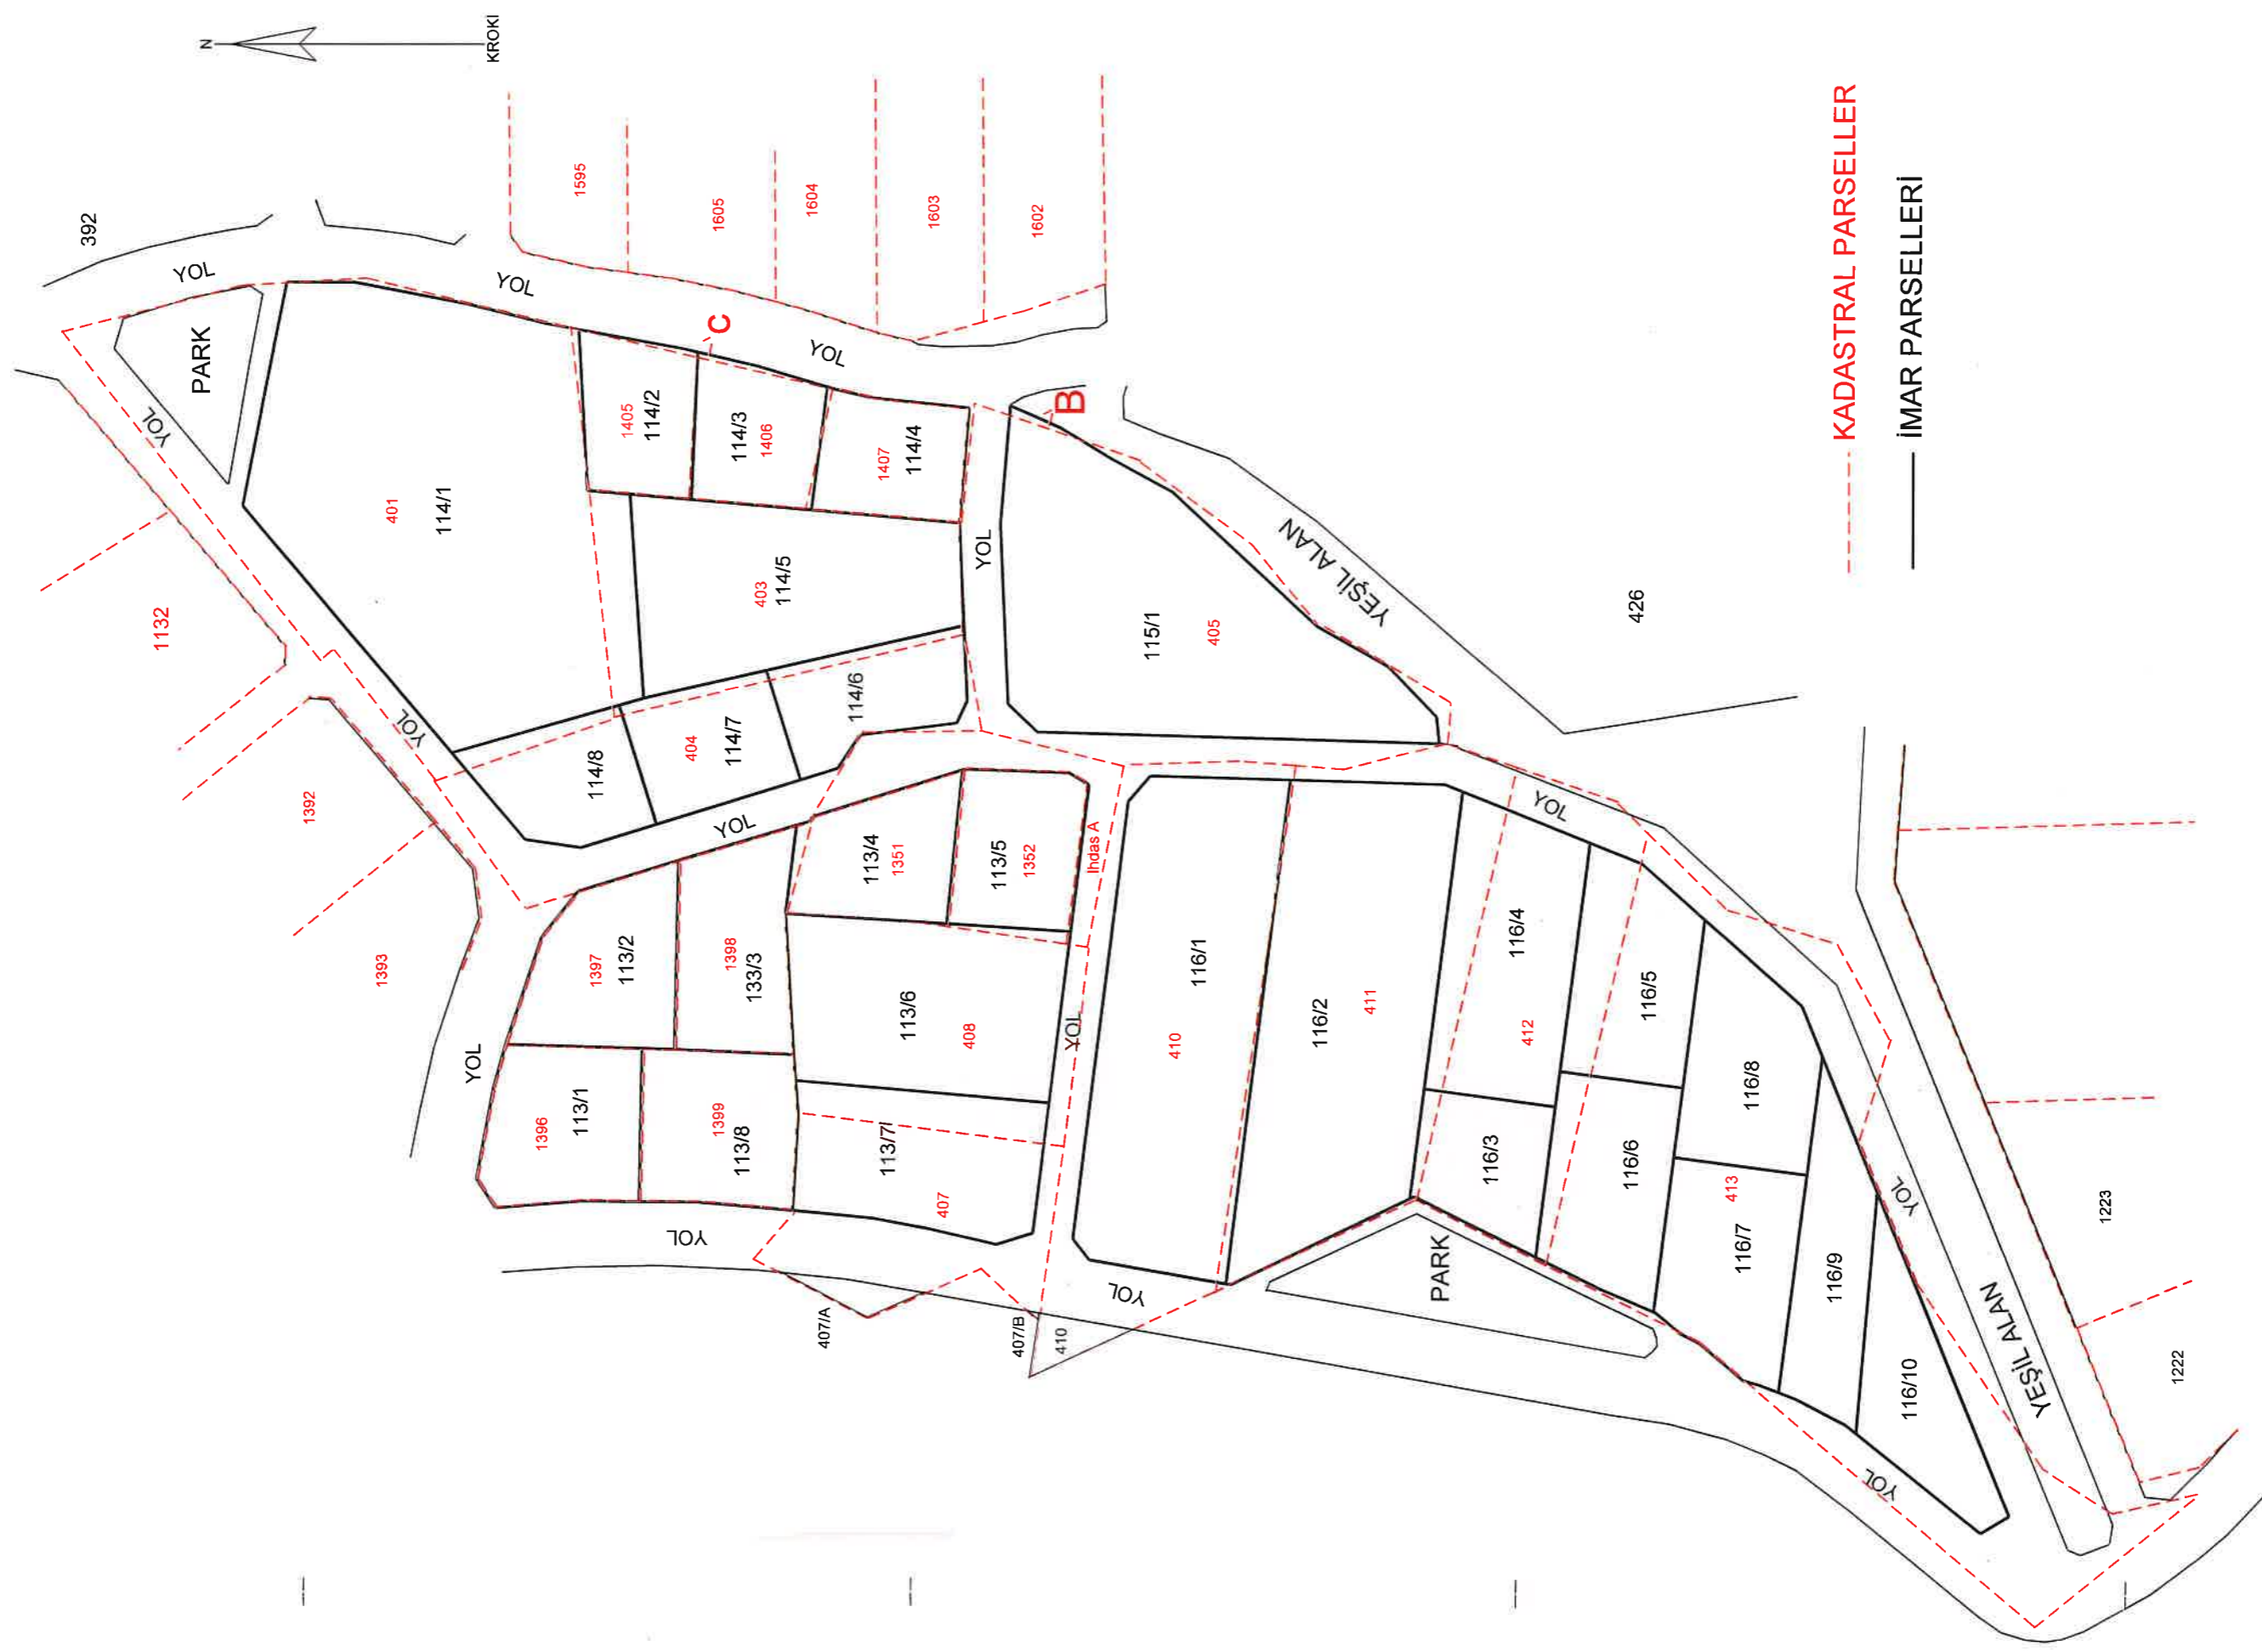 N
KROKİ
392
YOL
YOL
PARK
YOL
1595
1605
1604
1603
1602
C
YOL
401
114/1
1405
114/2
114/3
1406
1407
114/4
B
1132
403
114/5
YOL
115/1
405
YEŞİL ALAN
426
YOL
114/8
404
114/7
114/6
1392
YOL
113/4
1351
113/5
1352
İhdas A
YOL
1393
1397
113/2
1398
133/3
YOL
113/6
408
YOL
410
116/1
116/2
411
116/4
412
116/5
1396
113/1
1399
113/8
113/7
407
116/3
116/6
116/8
413
116/7
YOL
YOL
407/A
407/B
410
PARK
116/9
116/10
YOL
YEŞİL ALAN
YOL
1223
1222
KADASTRAL PARSELLER
İMAR PARSELLERİ